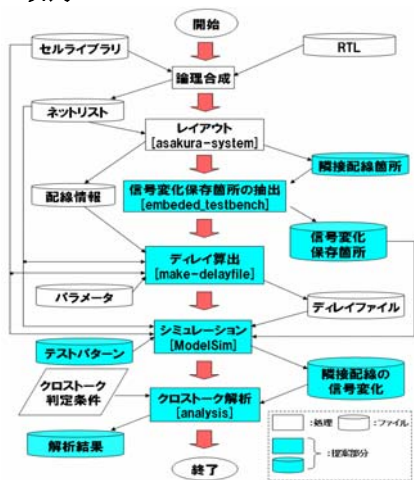 開始
セルライブラリ
RTL
論理合成
ネットリスト
レイアウト
[asakura-system]
隣接配線箇所
配線情報
信号変化保存箇所の抽出
[embeded_testbench]
信号変化
保存箇所
ディレイ算出
[make-delayfile]
パラメータ
ディレイファイル
シミュレーション
[ModelSim]
テストパターン
隣接配線の
信号変化
クロストーク
判定条件
クロストーク解析
[analysis]
解析結果
終了
:処理
:ファイル
:提案部分